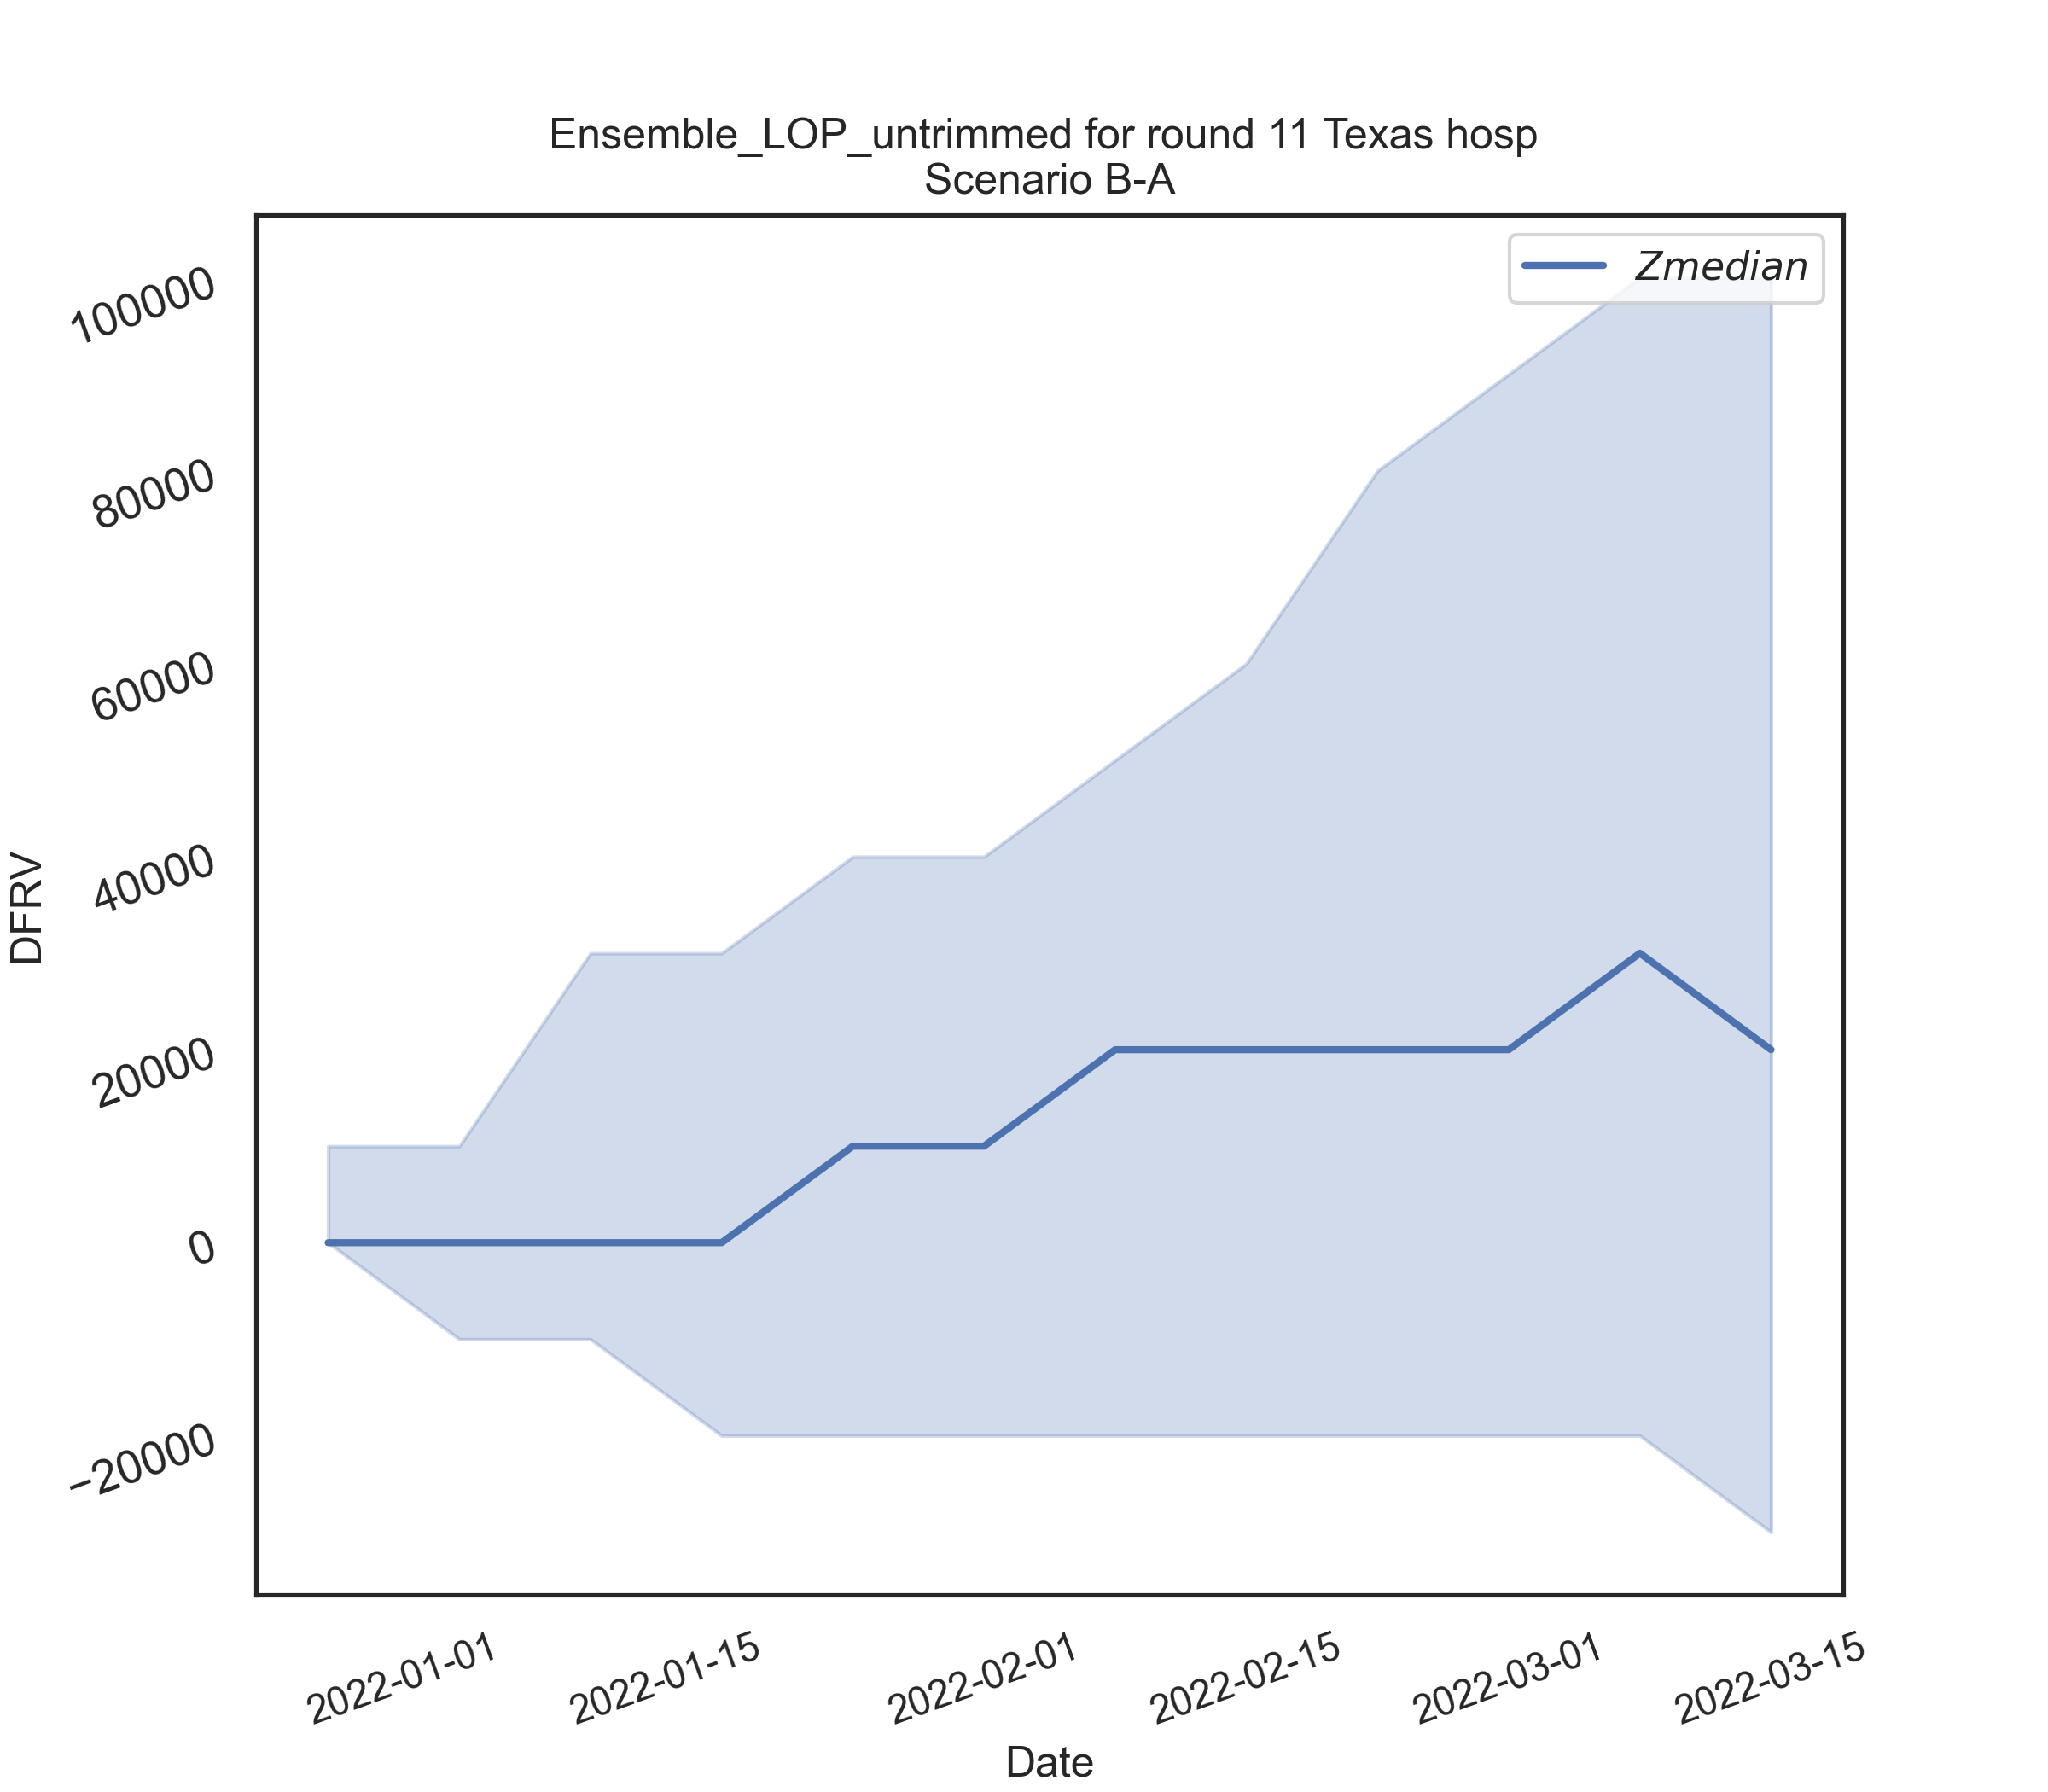 Ensemble_LOP_untrimmed for round 11 Texas hosp
Scenario B-A
Zmedian
100000
80000
60000
40000
20000
0
−20000
DFRV
2022-01-01
2022-01-15
2022-02-01
2022-02-15
2022-03-01
2022-03-15
Date